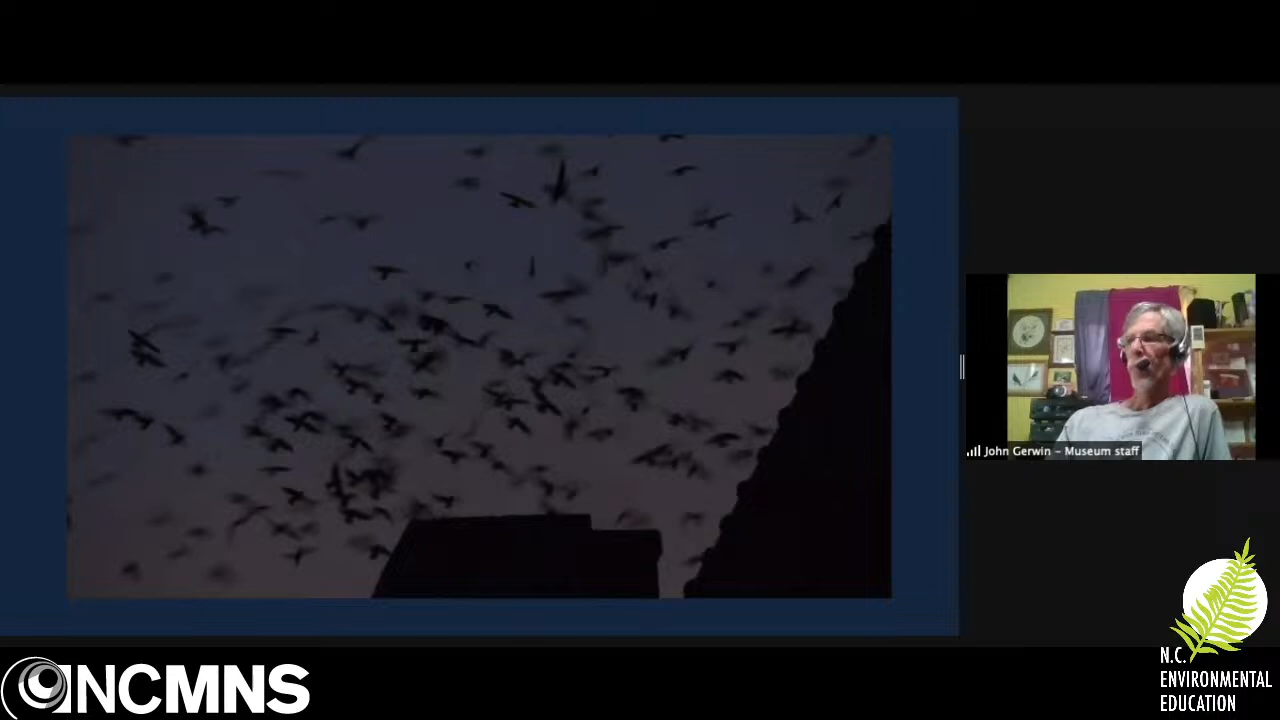 John Gerwin - Museum staff
NCMNS
N.C.
ENVIRONMENTAL
EDUCATION